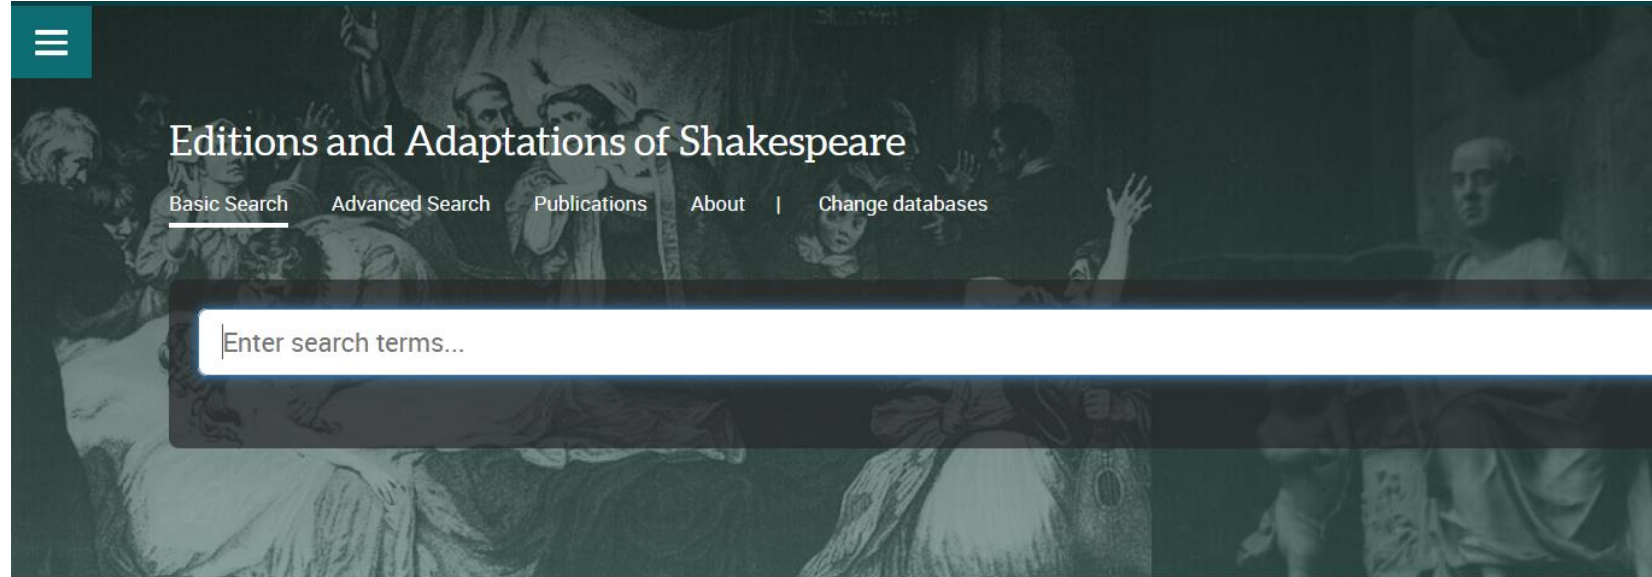 Editions and Adaptations of Shakespeare
Basic Search Advanced Search Publications About | Change databases
Enter search terms...